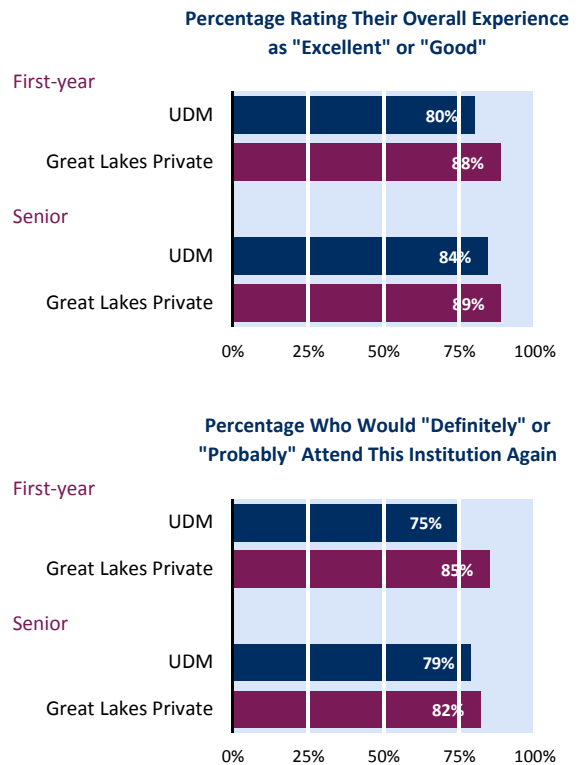 Percentage Rating Their Overall Experience
as "Excellent" or "Good"
First-year
UDM
80%
Great Lakes Private
88%
Senior
UDM
84%
Great Lakes Private
89%
0% 25% 50% 75% 100%
Percentage Who Would "Definitely" or
"Probably" Attend This Institution Again
First-year
UDM
75%
Great Lakes Private
85%
Senior
UDM
79%
Great Lakes Private
82%
0% 25% 50% 75% 100%